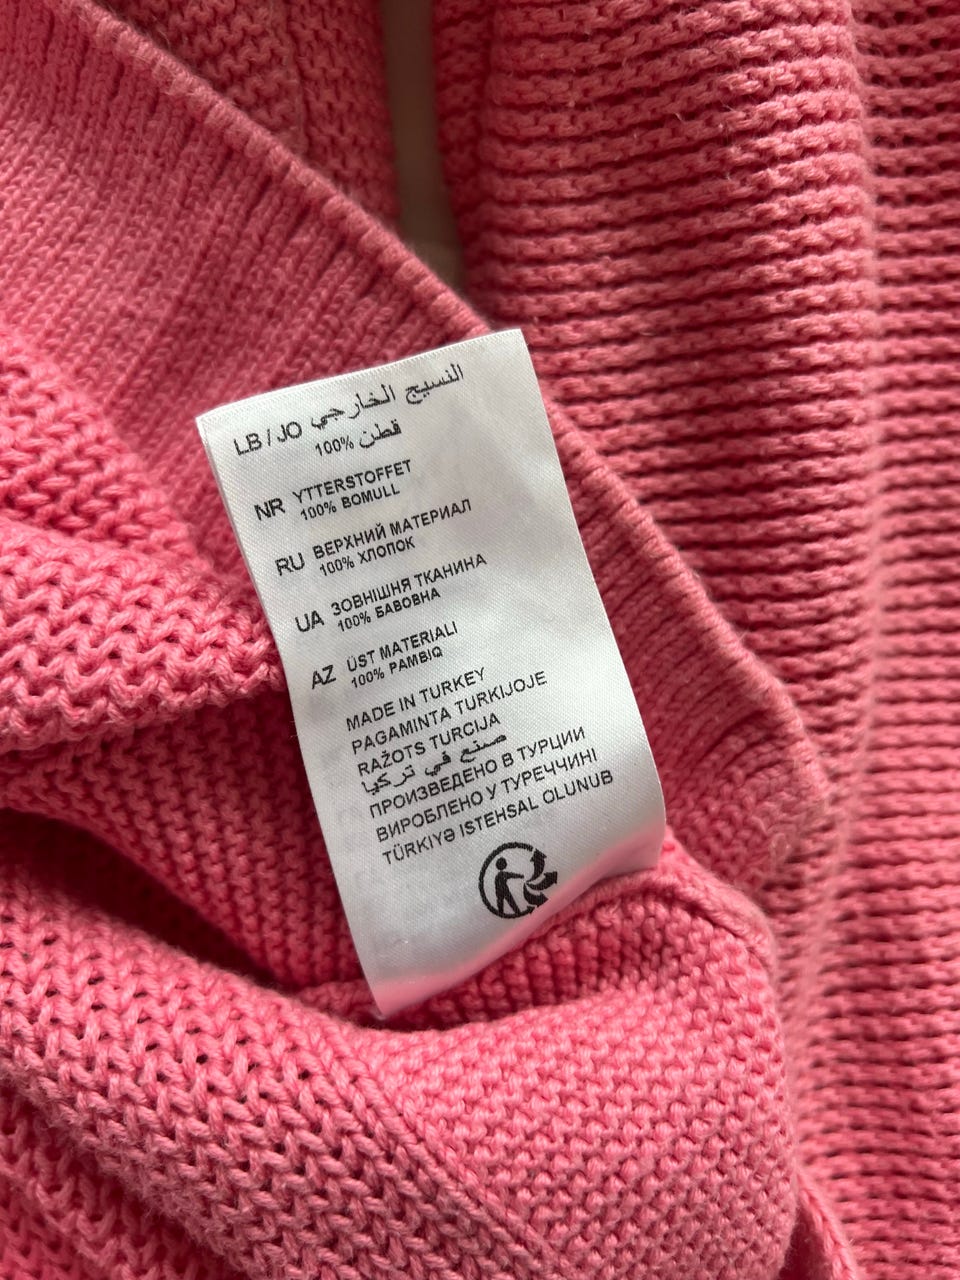 النسيج الخارجي LB / JO
100% قطن
NR YTTERSTOFFET
100% BOMULL
RU ВЕРХНИЙ МАТЕРИАЛ
100% ХЛОПОК
UA ЗОВНІШНЯ ТКАНИНА
100% БАВОВНА
AZ ÜST MATERIALI
100% PAMBIQ
MADE IN TURKEY
PAGAMINTA TURKIJOJE
RAŽOTS TURCIJA
صنع في تركيا
ПРОИЗВЕДЕНО В ТУРЦИИ
ВИРОБЛЕНО У ТУРЕЧЧИНІ
TÜRKIYƏ ISTEHSAL OLUNUB